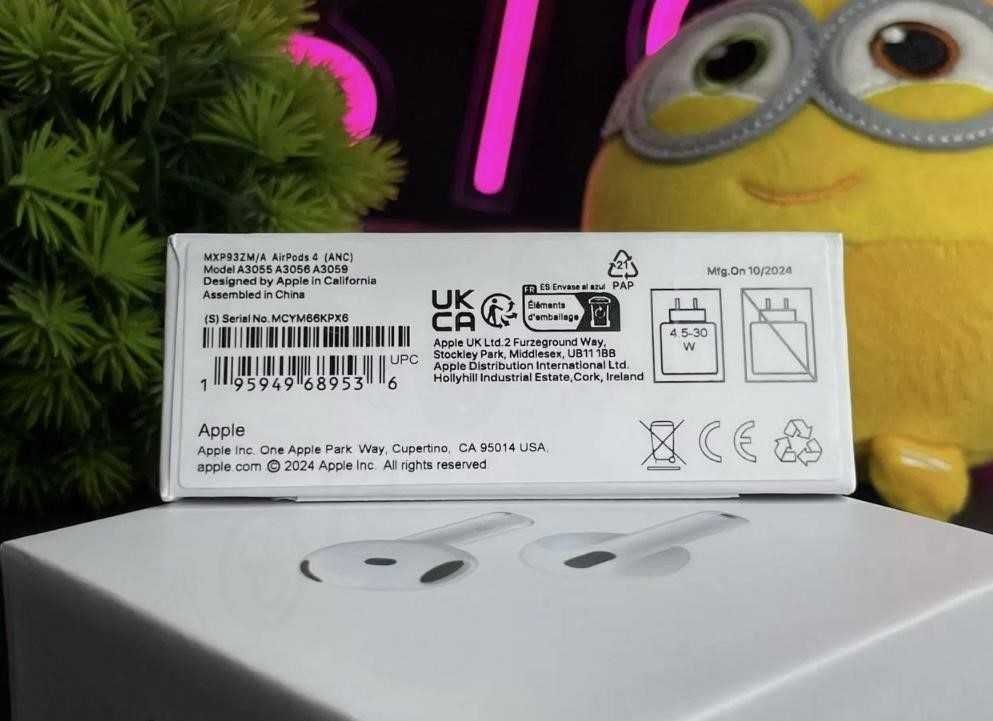 MXP93ZM/A AirPods 4 (ANC)
Model A3055 A3056 A3059
Designed by Apple in California
Assembled in China
(S) Serial No. MCYM66KPX6
UPC
1 95949 68953 6
Apple
Apple Inc. One Apple Park Way, Cupertino, CA 95014 USA.
apple.com © 2024 Apple Inc. All rights reserved.
UK
CA
FR ES Envase al azul
Éléments
d'emballage
21
PAP
Apple UK Ltd.2 Furzeground Way,
Stockley Park, Middlesex, UB11 1BB
Apple Distribution International Ltd.
Hollyhill Industrial Estate,Cork, Ireland
Mfg.On 10/2024
4.5-30
W
CE